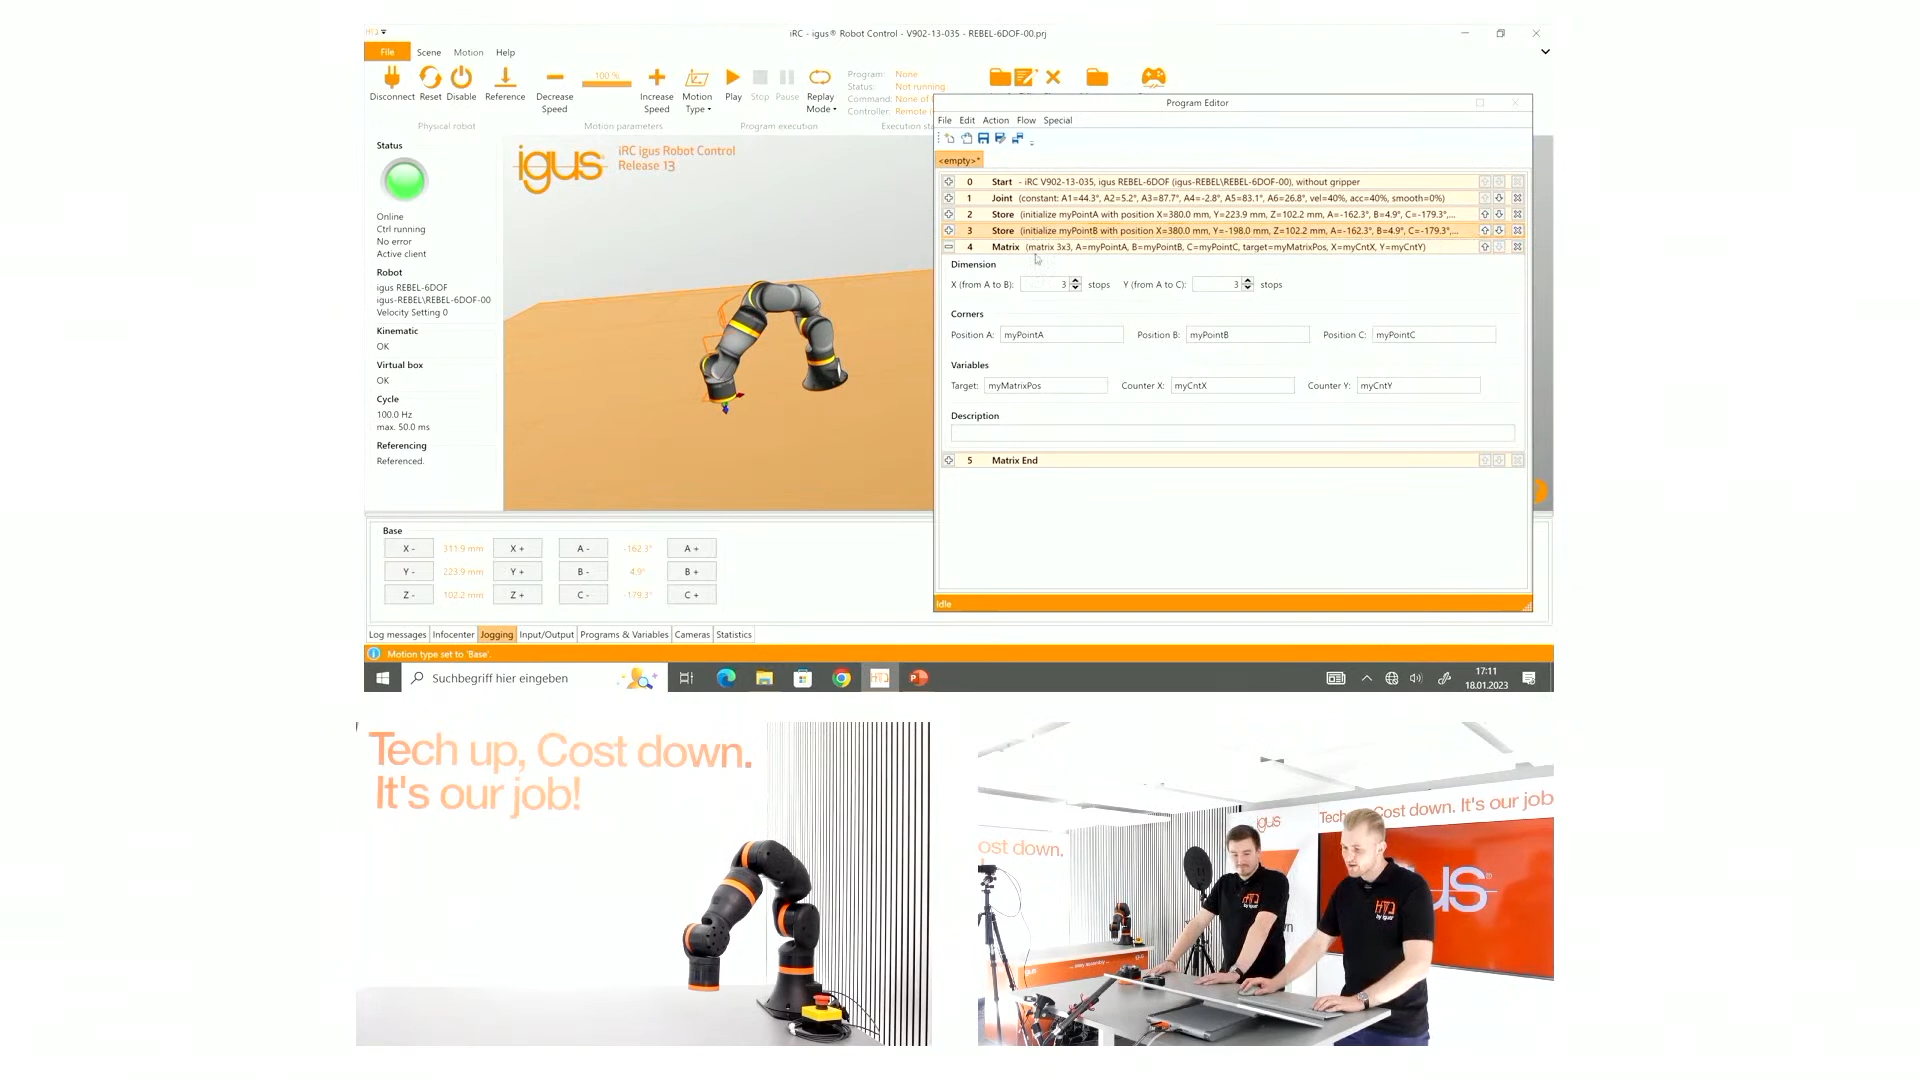 iRC - igus® Robot Control - V902-13-035 - REBEL-6DOF-00.prj
File Scene Motion Help
100 %
Disconnect Reset Disable Reference Decrease Speed Increase Speed Motion Type Play Stop Pause Replay Mode
Program: None
Status: Not running
Command: None of
Controller: Remote
Physical robot Motion parameters Program execution Execution
Status
Online
Ctrl running
No error
Active client
Robot
igus REBEL-6DOF
igus-REBEL\REBEL-6DOF-00
Velocity Setting 0
Kinematic
OK
Virtual box
OK
Cycle
100.0 Hz
max. 50.0 ms
Referencing
Referenced.
igus
iRC igus Robot Control
Release 13
Program Editor
File Edit Action Flow Special
<empty>*
0 Start - iRC V902-13-035, igus REBEL-6DOF (igus-REBEL\REBEL-6DOF-00), without gripper
1 Joint (constant: A1=44.3°, A2=5.2°, A3=87.7°, A4=-2.8°, A5=83.1°, A6=26.8°, vel=40%, acc=40%, smooth=0%)
2 Store (initialize myPointA with position X=380.0 mm, Y=223.9 mm, Z=102.2 mm, A=-162.3°, B=4.9°, C=-179.3°,...
3 Store (initialize myPointB with position X=380.0 mm, Y=-198.0 mm, Z=102.2 mm, A=-162.3°, B=4.9°, C=-179.3°,...
4 Matrix (matrix 3x3, A=myPointA, B=myPointB, C=myPointC, target=myMatrixPos, X=myCntX, Y=myCntY)
Dimension
X (from A to B): 3 stops Y (from A to C): 3 stops
Corners
Position A: myPointA Position B: myPointB Position C: myPointC
Variables
Target: myMatrixPos Counter X: myCntX Counter Y: myCntY
Description
5 Matrix End
Idle
Base
X - 311.9 mm X + A - -162.3° A +
Y - 223.9 mm Y + B - 4.9° B +
Z - 102.2 mm Z + C - -179.3° C +
Log messages Infocenter Jogging Input/Output Programs & Variables Cameras Statistics
Motion type set to 'Base'.
Suchbegriff hier eingeben
17:11
18.01.2023
Tech up, Cost down.
It's our job!
igus
Tech Cost down. It's our job
ost down.
by igus
by igus
... easy automation ...